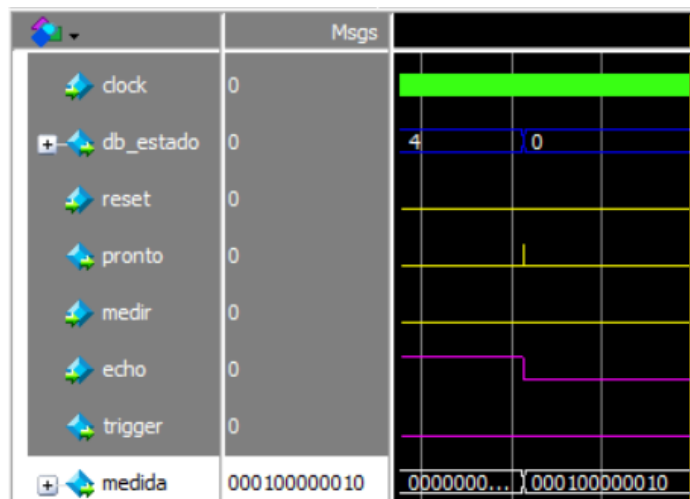 Msgs
clock 0
db_estado 0 4 0
reset 0
pronto 0
medir 0
echo 0
trigger 0
medida 000100000010 0000000... 000100000010